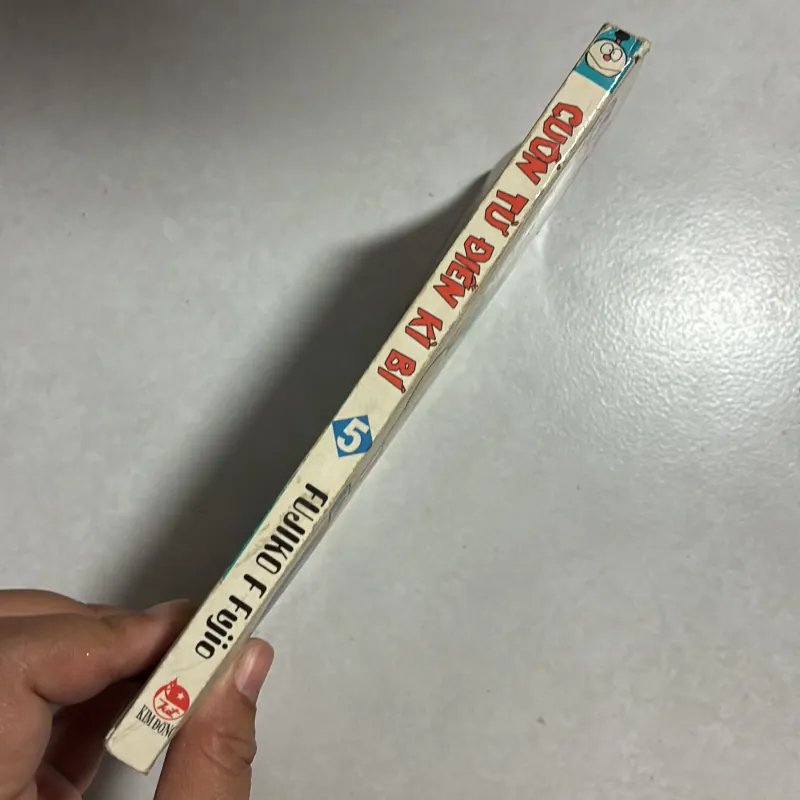 CUỐN TỪ ĐIỂN KÌ BÍ
5
FUJIKO F Fujio
KIM ĐỒNG